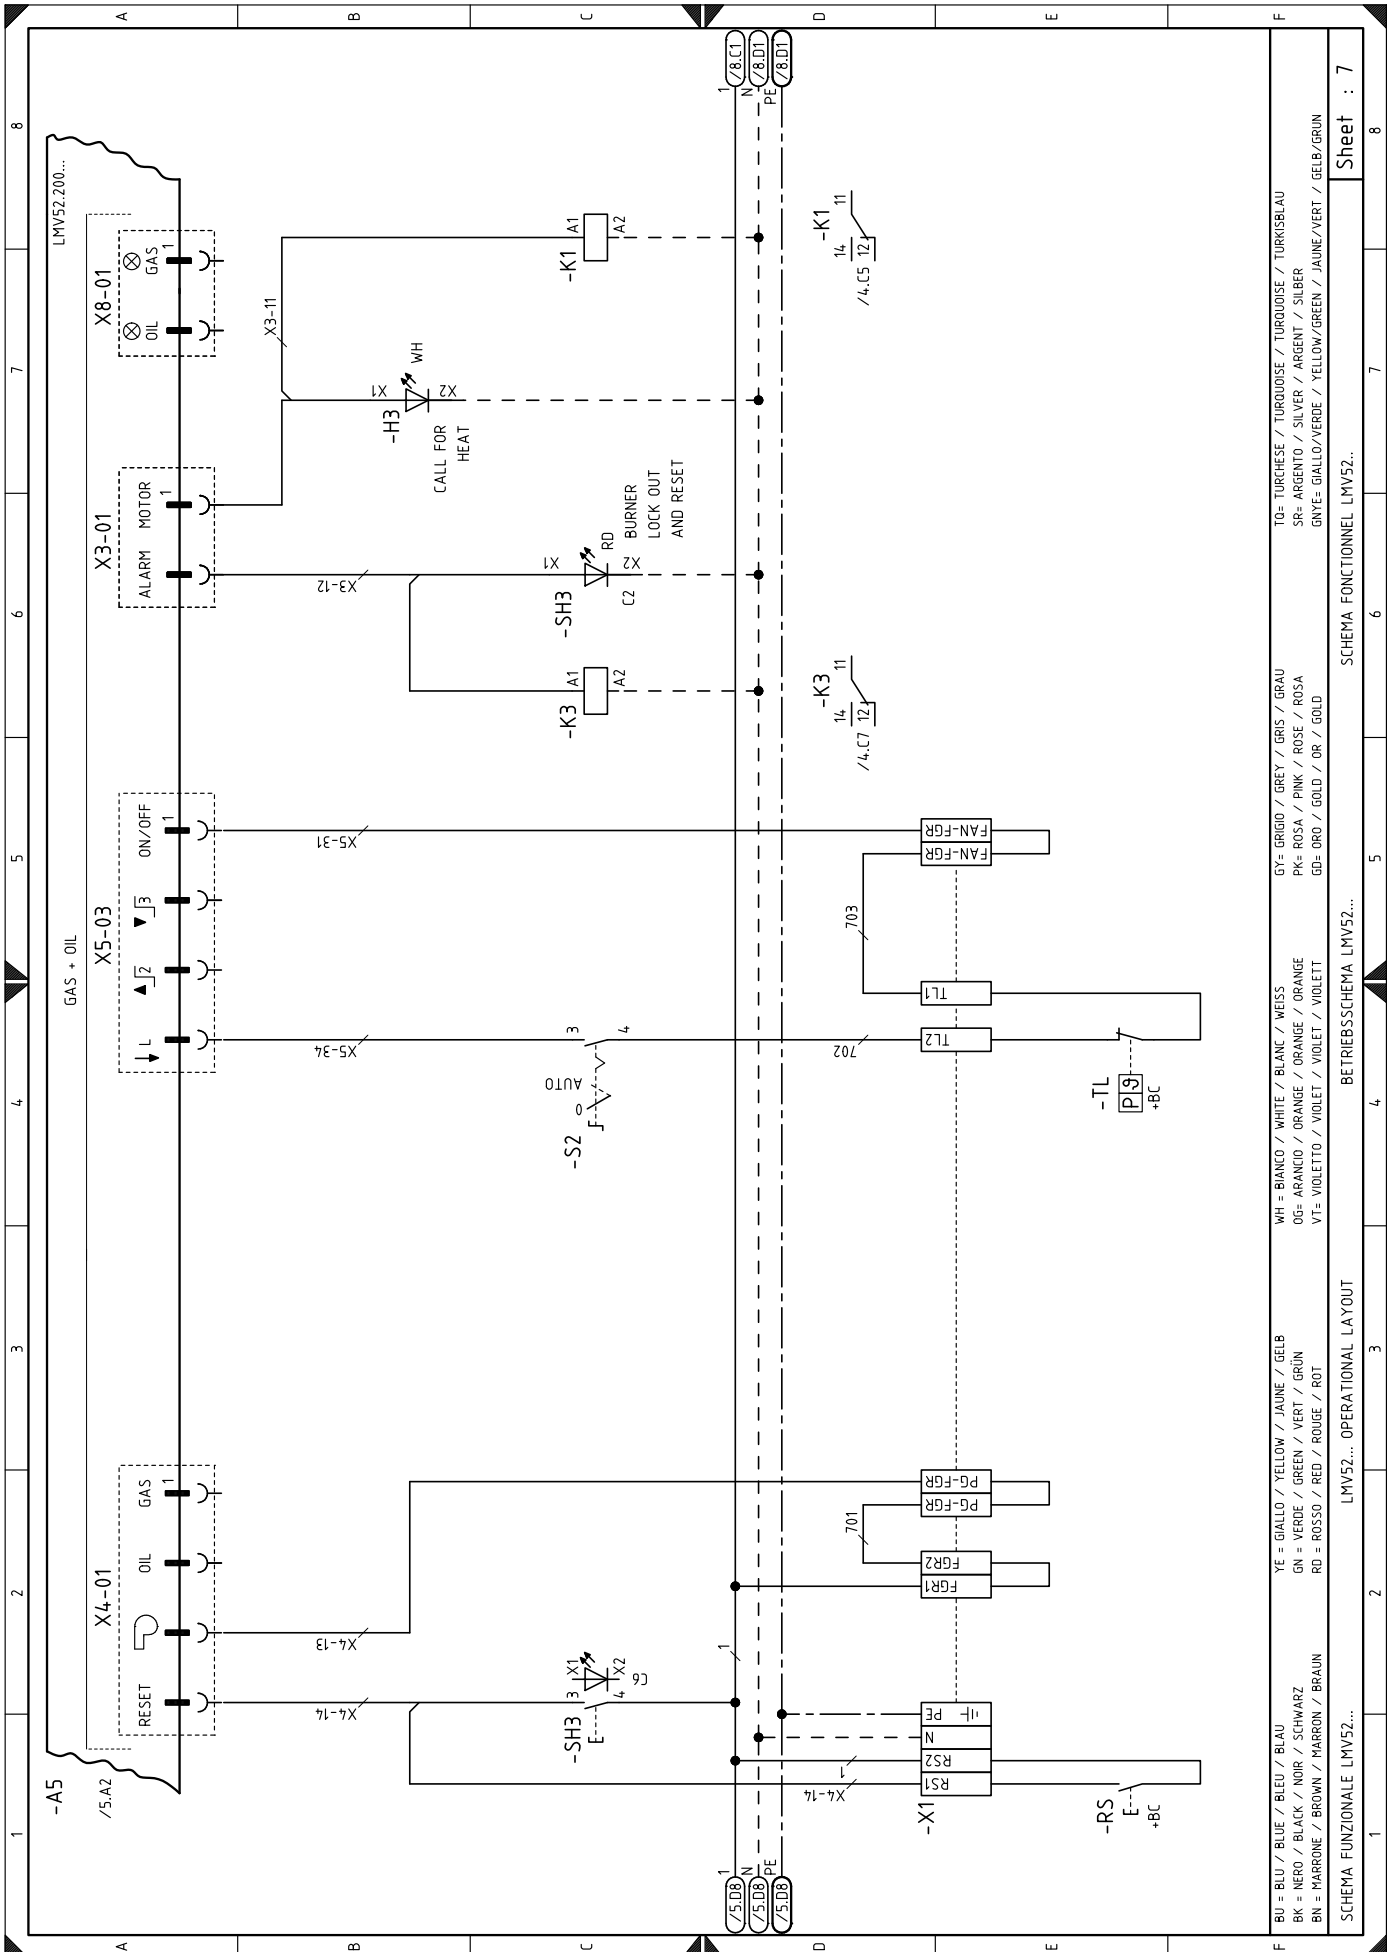 1 2 3 4 5 6 7 8
A A
-A5
/5.A2
GAS + OIL
LMV52.200...
X4-01
RESET OIL GAS 1
X5-03
L 2 3 ON/OFF 1
X3-01
ALARM MOTOR 1
X8-01
OIL GAS 1
B B
X4-14
X4-13
X5-34
X5-31
X3-12
X3-11
-H3
X1
X2
WH
CALL FOR
HEAT
C C
-SH3
3
4
X1
X2
C6
-S2
0
AUTO
3
4
-K3
A1
A2
-SH3
X1
X2
RD
C2
BURNER
LOCK OUT
AND RESET
-K1
A1
A2
/5.D8 1
/5.D8 N
/5.D8 PE
1
1 /8.C1
N /8.D1
PE /8.D1
D D
X4-14
1
701
702
703
-K3
14
12
11
/4.C7
-K1
14
12
11
/4.C5
-X1
RS1
RS2
N
PE
FGR1
FGR2
PG-FGR
PG-FGR
TL2
TL1
FAN-FGR
FAN-FGR
E E
-RS
+BC
-TL
P ϑ
+BC
F F
BU = BLU / BLUE / BLEU / BLAU
BK = NERO / BLACK / NOIR / SCHWARZ
BN = MARRONE / BROWN / MARRON / BRAUN
YE = GIALLO / YELLOW / JAUNE / GELB
GN = VERDE / GREEN / VERT / GRÜN
RD = ROSSO / RED / ROUGE / ROT
WH = BIANCO / WHITE / BLANC / WEISS
OG= ARANCIO / ORANGE / ORANGE / ORANGE
VT= VIOLETTO / VIOLET / VIOLET / VIOLETT
GY= GRIGIO / GREY / GRIS / GRAU
PK= ROSA / PINK / ROSE / ROSA
GD= ORO / GOLD / OR / GOLD
TQ= TURCHESE / TURQUOISE / TURQUOISE / TURKISBLAU
SR= ARGENTO / SILVER / ARGENT / SILBER
GNYE= GIALLO/VERDE / YELLOW/GREEN / JAUNE/VERT / GELB/GRUN
SCHEMA FUNZIONALE LMV52...
LMV52... OPERATIONAL LAYOUT
BETRIEBSSCHEMA LMV52...
SCHEMA FONCTIONNEL LMV52..
Sheet : 7
1 2 3 4 5 6 7 8